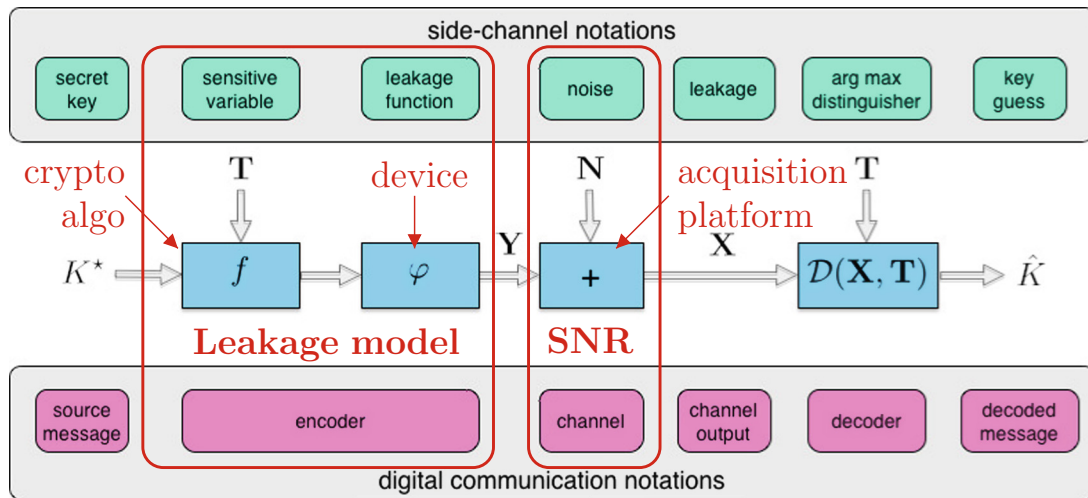 side-channel notations
secret
key
sensitive
variable
leakage
function
noise
leakage
arg max
distinguisher
key
guess
crypto
algo
T
device
N
acquisition
platform
T
K⋆
f
φ
Y
+
X
𝒟(X, T)
K̂
Leakage model
SNR
source
message
encoder
channel
channel
output
decoder
decoded
message
digital communication notations